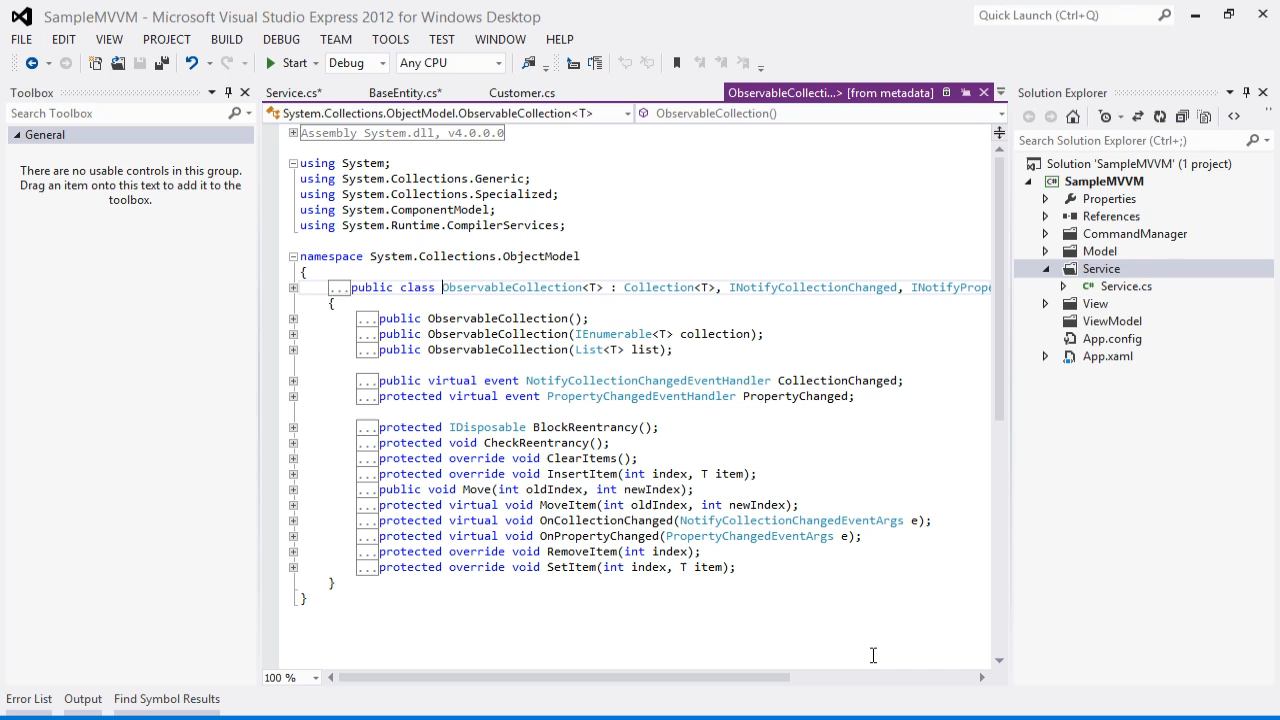 SampleMVVM - Microsoft Visual Studio Express 2012 for Windows Desktop
Quick Launch (Ctrl+Q)
FILE EDIT VIEW PROJECT BUILD DEBUG TEAM TOOLS TEST WINDOW HELP
Start Debug Any CPU
Toolbox
Search Toolbox
General
There are no usable controls in this group.
Drag an item onto this text to add it to the
toolbox.
Service.cs* BaseEntity.cs* Customer.cs ObservableCollecti...> [from metadata]
System.Collections.ObjectModel.ObservableCollection<T> ObservableCollection()
Assembly System.dll, v4.0.0.0
using System;
using System.Collections.Generic;
using System.Collections.Specialized;
using System.ComponentModel;
using System.Runtime.CompilerServices;
namespace System.Collections.ObjectModel
{
...public class ObservableCollection<T> : Collection<T>, INotifyCollectionChanged, INotifyPrope
{
...public ObservableCollection();
...public ObservableCollection(IEnumerable<T> collection);
...public ObservableCollection(List<T> list);
...public virtual event NotifyCollectionChangedEventHandler CollectionChanged;
...protected virtual event PropertyChangedEventHandler PropertyChanged;
...protected IDisposable BlockReentrancy();
...protected void CheckReentrancy();
...protected override void ClearItems();
...protected override void InsertItem(int index, T item);
...public void Move(int oldIndex, int newIndex);
...protected virtual void MoveItem(int oldIndex, int newIndex);
...protected virtual void OnCollectionChanged(NotifyCollectionChangedEventArgs e);
...protected virtual void OnPropertyChanged(PropertyChangedEventArgs e);
...protected override void RemoveItem(int index);
...protected override void SetItem(int index, T item);
}
}
100 %
Solution Explorer
Search Solution Explorer (Ctrl+;)
Solution 'SampleMVVM' (1 project)
SampleMVVM
Properties
References
CommandManager
Model
Service
Service.cs
View
ViewModel
App.config
App.xaml
Error List Output Find Symbol Results